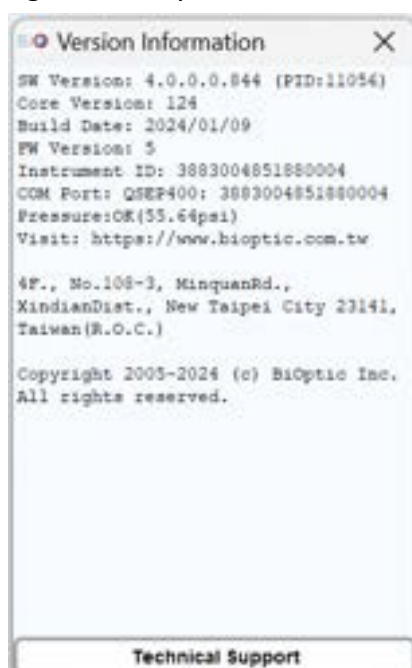 Version Information
SW Version: 4.0.0.0.844 (PID:11056)
Core Version: 124
Build Date: 2024/01/09
FW Version: 5
Instrument ID: 3883004851880004
COM Port: QSEP400: 3883004851880004
Pressure:OK(55.64psi)
Visit: https://www.bioptic.com.tw
4F., No.108-3, MinquanRd.,
XindianDist., New Taipei City 23141,
Taiwan(R.O.C.)
Copyright 2005-2024 (c) BiOptic Inc.
All rights reserved.
Technical Support